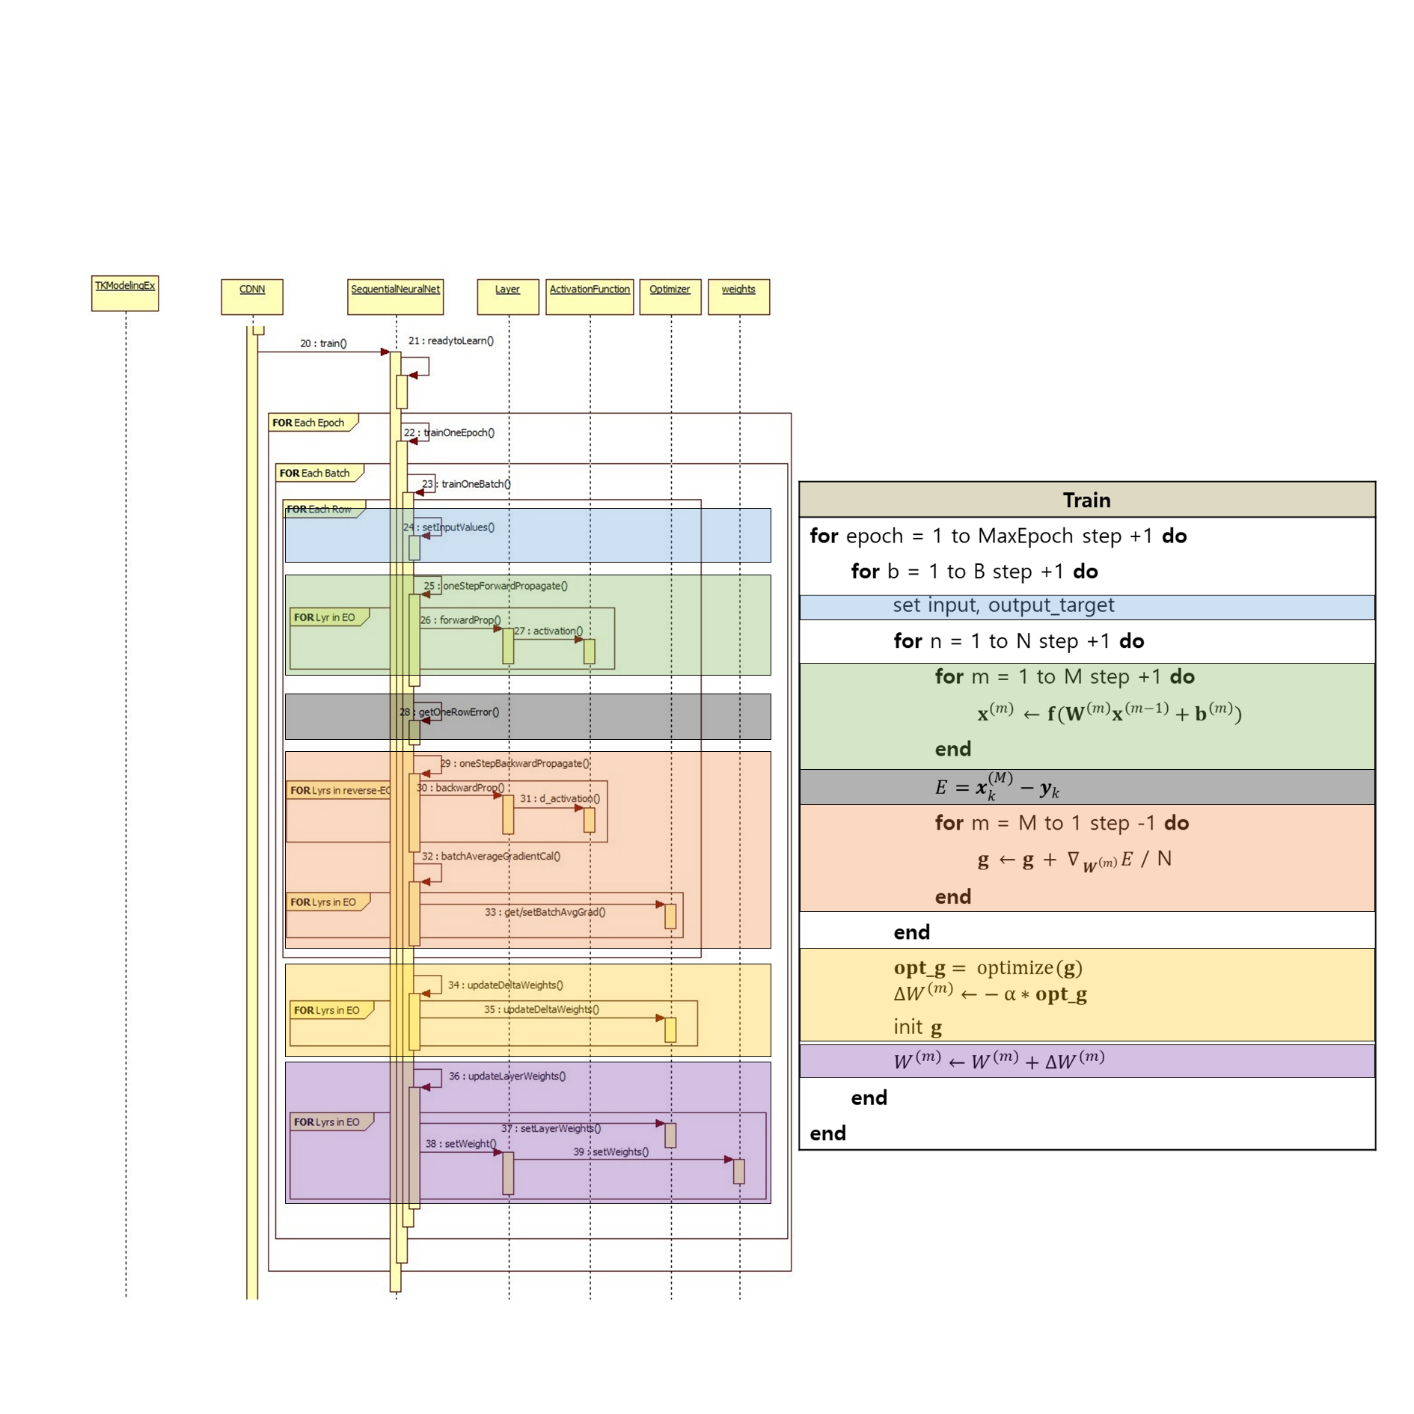 TKModelingEx
CDNN
SequentialNeuralNet
Layer
ActivationFunction
Optimizer
weights
20 : train()
21 : readytoLearn()
FOR Each Epoch
22 : trainOneEpoch()
FOR Each Batch
23 : trainOneBatch()
FOR Each Row
24 : setInputValues()
25 : oneStepForwardPropagate()
FOR Lyr in EO
26 : forwardProp()
27 : activation()
28 : getOneRowError()
29 : oneStepBackwardPropagate()
FOR Lyrs in reverse-EO
30 : backwardProp()
31 : d_activation()
32 : batchAverageGradientCal()
FOR Lyrs in EO
33 : get/setBatchAvgGrad()
34 : updateDeltaWeights()
FOR Lyrs in EO
35 : updateDeltaWeights()
36 : updateLayerWeights()
FOR Lyrs in EO
37 : setLayerWeights()
38 : setWeight()
39 : setWeights()
Train
for epoch = 1 to MaxEpoch step +1 do
for b = 1 to B step +1 do
set input, output_target
for n = 1 to N step +1 do
for m = 1 to M step +1 do
x^(m) ← f(W^(m)x^(m−1) + b^(m))
end
E = x_k^(M) − y_k
for m = M to 1 step -1 do
g ← g + ∇_W^(m) E / N
end
end
opt_g = optimize(g)
ΔW^(m) ← − α ∗ opt_g
init g
W^(m) ← W^(m) + ΔW^(m)
end
end